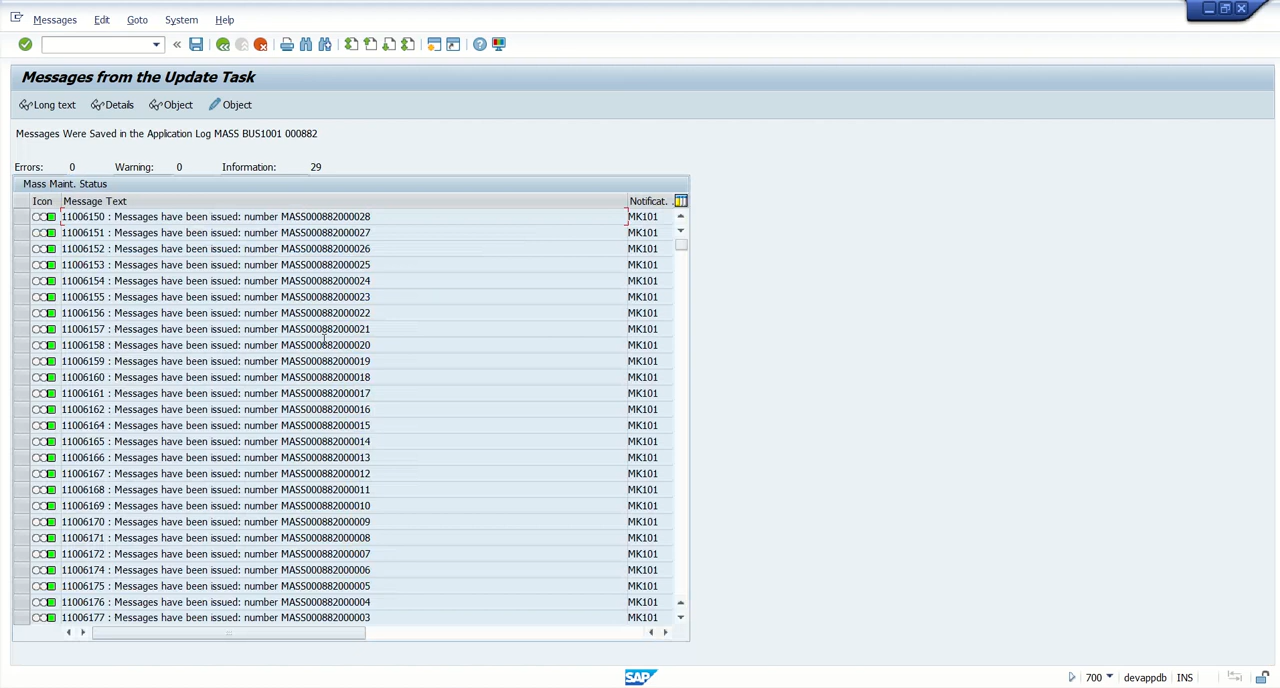 Messages Edit Goto System Help
Messages from the Update Task
Long text Details Object Object
Messages Were Saved in the Application Log MASS BUS1001 000882
Errors: 0 Warning: 0 Information: 29
Mass Maint. Status
Icon Message Text Notificat. .
11006150 : Messages have been issued: number MASS000882000028 MK101
11006151 : Messages have been issued: number MASS000882000027 MK101
11006152 : Messages have been issued: number MASS000882000026 MK101
11006153 : Messages have been issued: number MASS000882000025 MK101
11006154 : Messages have been issued: number MASS000882000024 MK101
11006155 : Messages have been issued: number MASS000882000023 MK101
11006156 : Messages have been issued: number MASS000882000022 MK101
11006157 : Messages have been issued: number MASS000882000021 MK101
11006158 : Messages have been issued: number MASS000882000020 MK101
11006159 : Messages have been issued: number MASS000882000019 MK101
11006160 : Messages have been issued: number MASS000882000018 MK101
11006161 : Messages have been issued: number MASS000882000017 MK101
11006162 : Messages have been issued: number MASS000882000016 MK101
11006164 : Messages have been issued: number MASS000882000015 MK101
11006165 : Messages have been issued: number MASS000882000014 MK101
11006166 : Messages have been issued: number MASS000882000013 MK101
11006167 : Messages have been issued: number MASS000882000012 MK101
11006168 : Messages have been issued: number MASS000882000011 MK101
11006169 : Messages have been issued: number MASS000882000010 MK101
11006170 : Messages have been issued: number MASS000882000009 MK101
11006171 : Messages have been issued: number MASS000882000008 MK101
11006172 : Messages have been issued: number MASS000882000007 MK101
11006174 : Messages have been issued: number MASS000882000006 MK101
11006175 : Messages have been issued: number MASS000882000005 MK101
11006176 : Messages have been issued: number MASS000882000004 MK101
11006177 : Messages have been issued: number MASS000882000003 MK101
SAP 700 devappdb INS